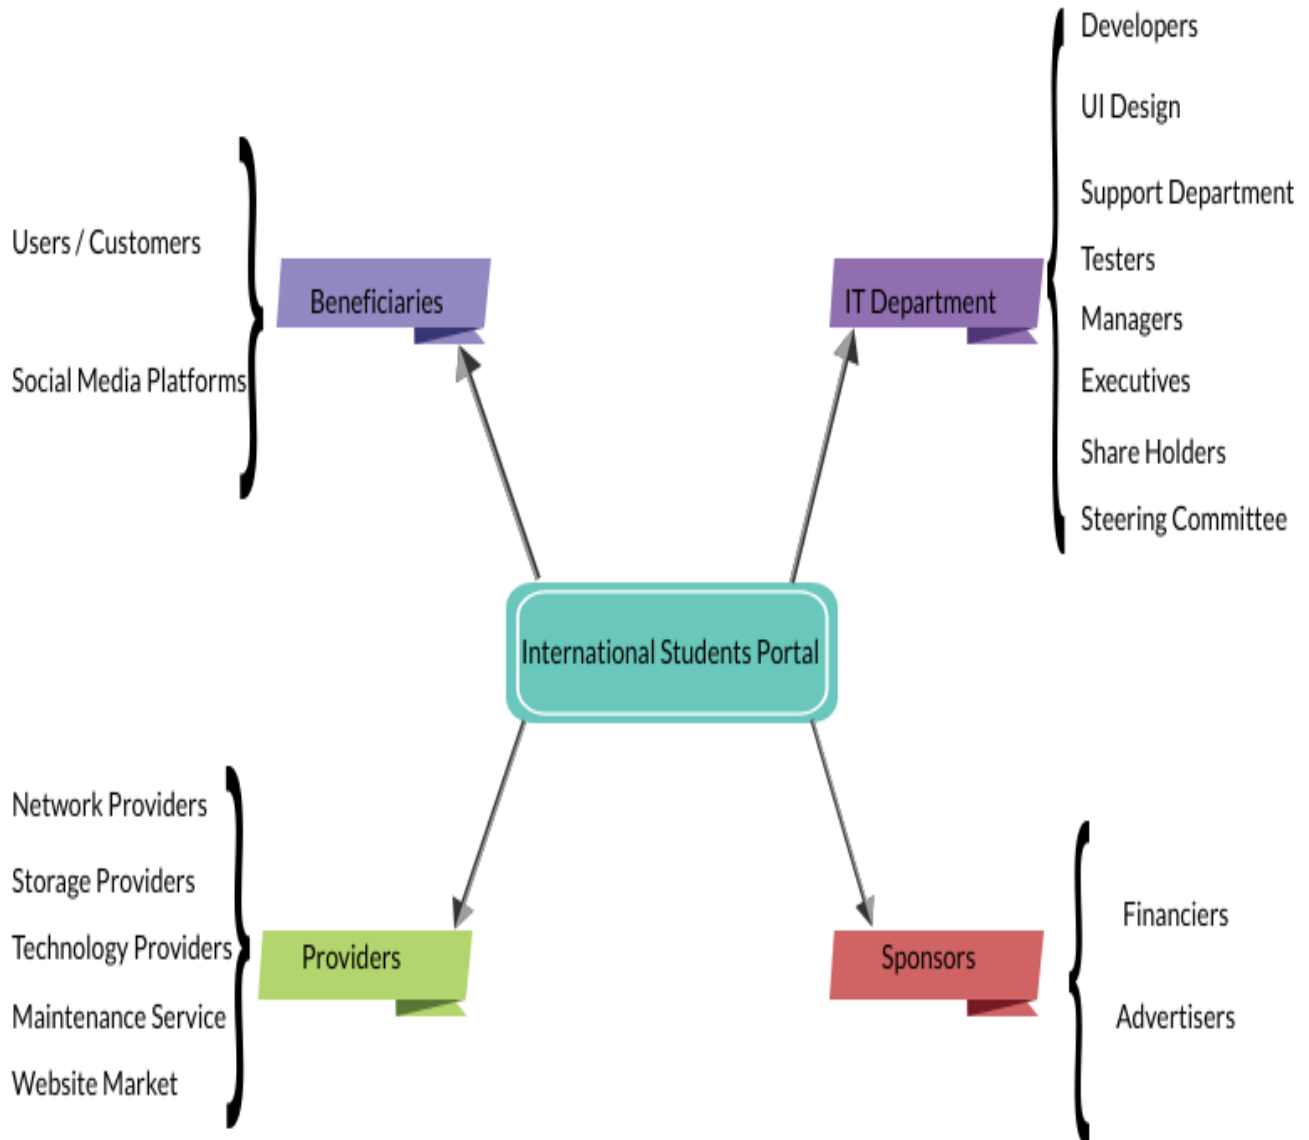 Developers
UI Design
Support Department
Testers
Managers
Executives
Share Holders
Steering Committee
IT Department
Users / Customers
Social Media Platforms
Beneficiaries
International Students Portal
Network Providers
Storage Providers
Technology Providers
Maintenance Service
Website Market
Providers
Sponsors
Financiers
Advertisers